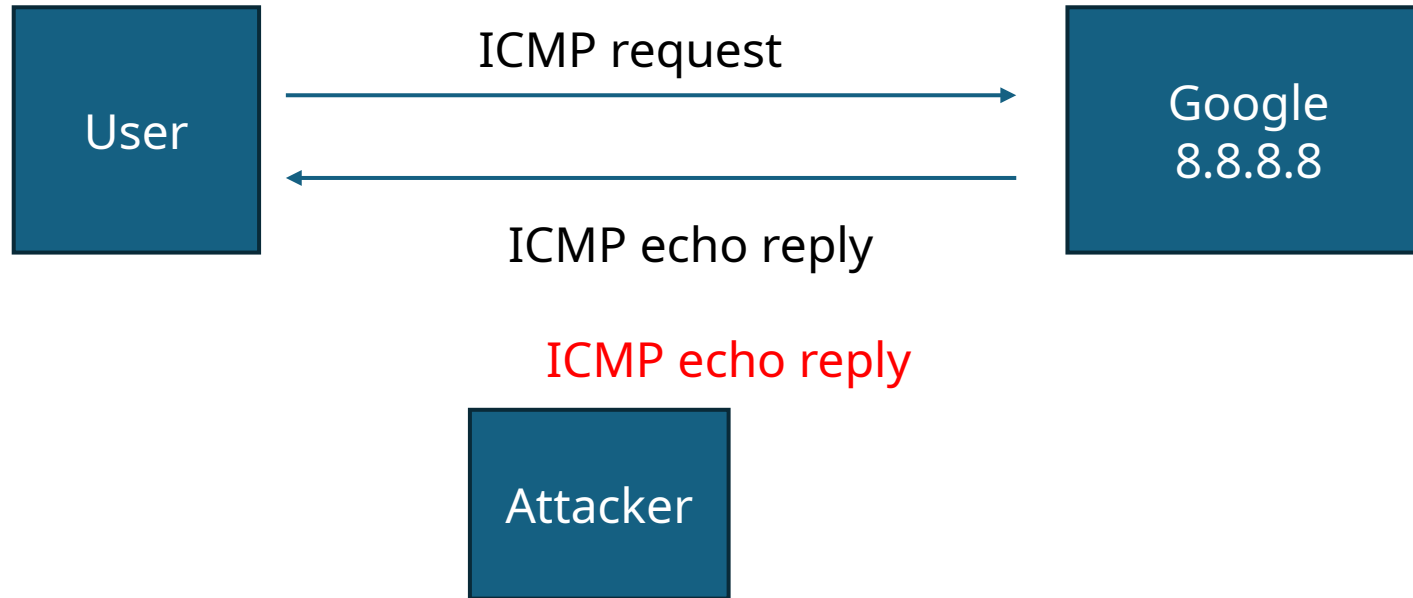 User
ICMP request
Google
8.8.8.8
ICMP echo reply
ICMP echo reply
Attacker